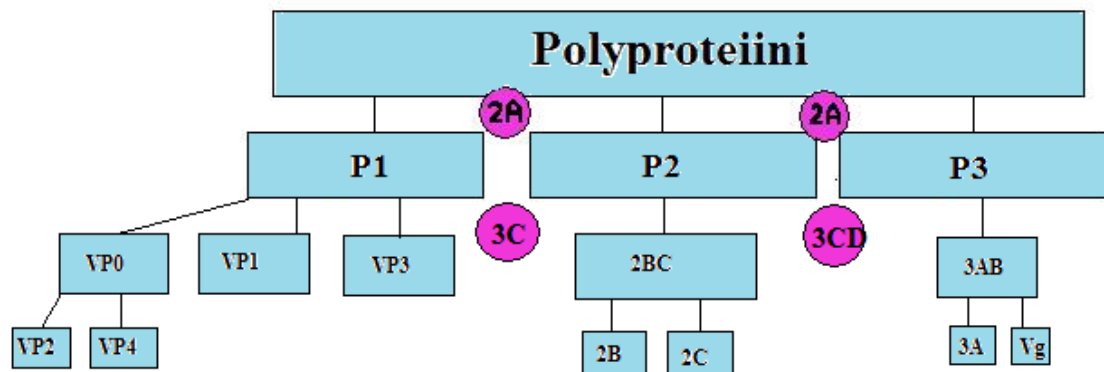 Polyproteiini
2A
2A
P1
P2
P3
3C
3CD
VP0
VP1
VP3
2BC
3AB
VP2
VP4
2B
2C
3A
Vg